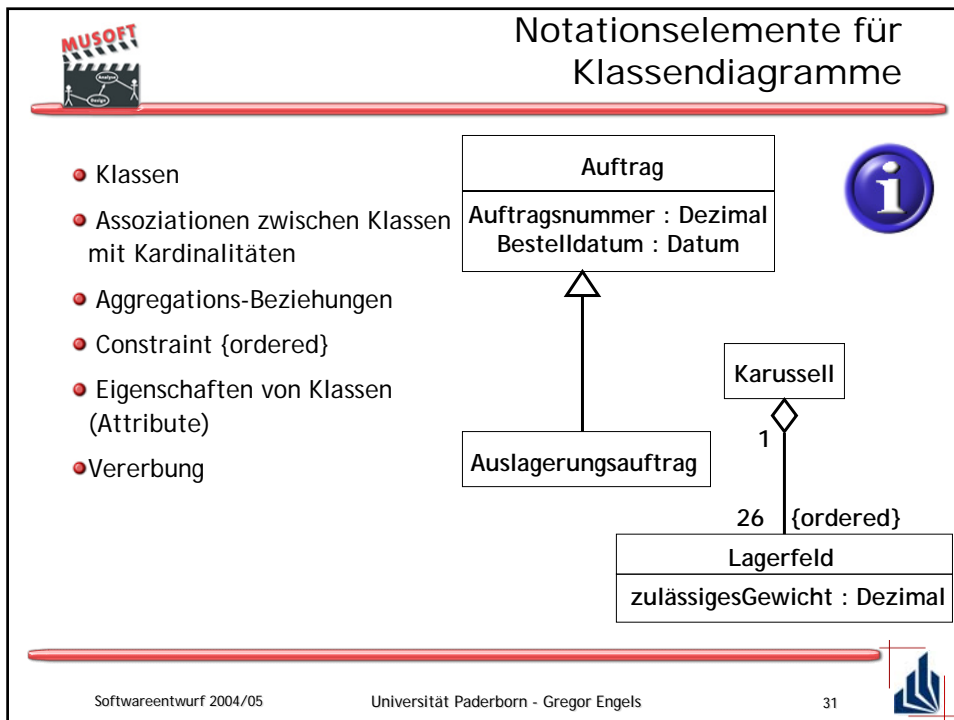 MUSOFT
Analyse
Design
Notationselemente für
Klassendiagramme
Klassen
Assoziationen zwischen Klassen
mit Kardinalitäten
Aggregations-Beziehungen
Constraint {ordered}
Eigenschaften von Klassen
(Attribute)
Vererbung
Auftrag
Auftragsnummer : Dezimal
Bestelldatum : Datum
i
Auslagerungsauftrag
Karussell
1
26 {ordered}
Lagerfeld
zulässigesGewicht : Dezimal
Softwareentwurf 2004/05 Universität Paderborn - Gregor Engels 31